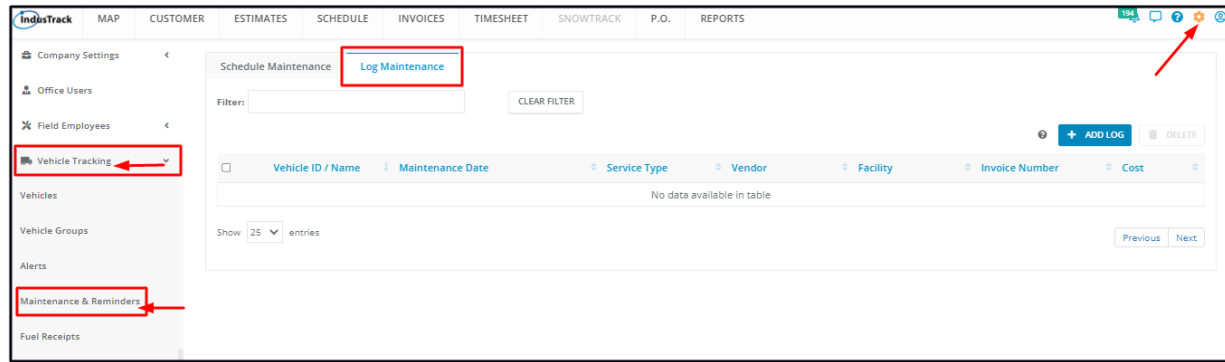 IndusTrack MAP CUSTOMER ESTIMATES SCHEDULE INVOICES TIMESHEET SNOWTRACK P.O. REPORTS 194
Company Settings
Office Users
Field Employees
Vehicle Tracking
Vehicles
Vehicle Groups
Alerts
Maintenance & Reminders
Fuel Receipts
Schedule Maintenance Log Maintenance
Filter: CLEAR FILTER
+ ADD LOG DELETE
Vehicle ID / Name Maintenance Date Service Type Vendor Facility Invoice Number Cost
No data available in table
Show 25 entries
Previous Next